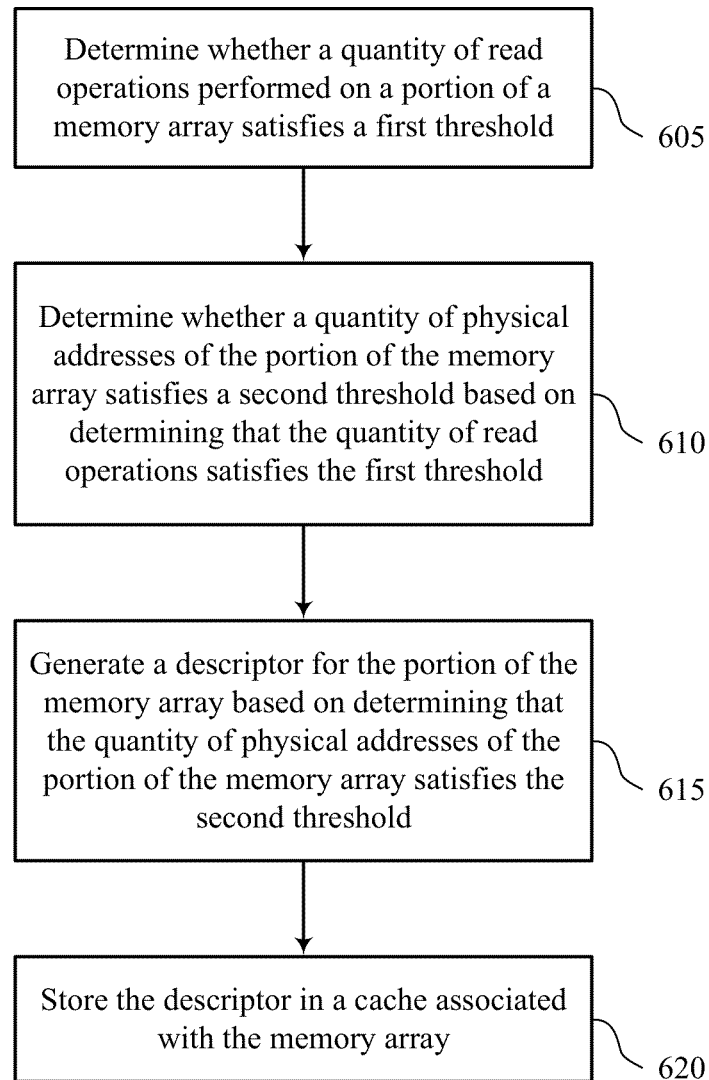 Determine whether a quantity of read
operations performed on a portion of a
memory array satisfies a first threshold
605
Determine whether a quantity of physical
addresses of the portion of the memory
array satisfies a second threshold based on
determining that the quantity of read
operations satisfies the first threshold
610
Generate a descriptor for the portion of the
memory array based on determining that
the quantity of physical addresses of the
portion of the memory array satisfies the
second threshold
615
Store the descriptor in a cache associated
with the memory array
620